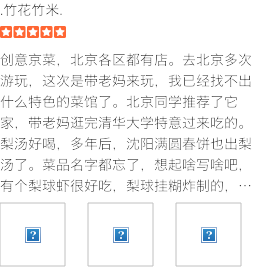 .竹花竹米.
创意京菜，北京各区都有店。去北京多次
游玩，这次是带老妈来玩，我已经找不出
什么特色的菜馆了。北京同学推荐了它
家，带老妈逛完清华大学特意过来吃的。
梨汤好喝，多年后，沈阳满圆春饼也出梨
汤了。菜品名字都忘了，想起啥写啥吧，
有个梨球虾很好吃，梨球挂糊炸制的，…